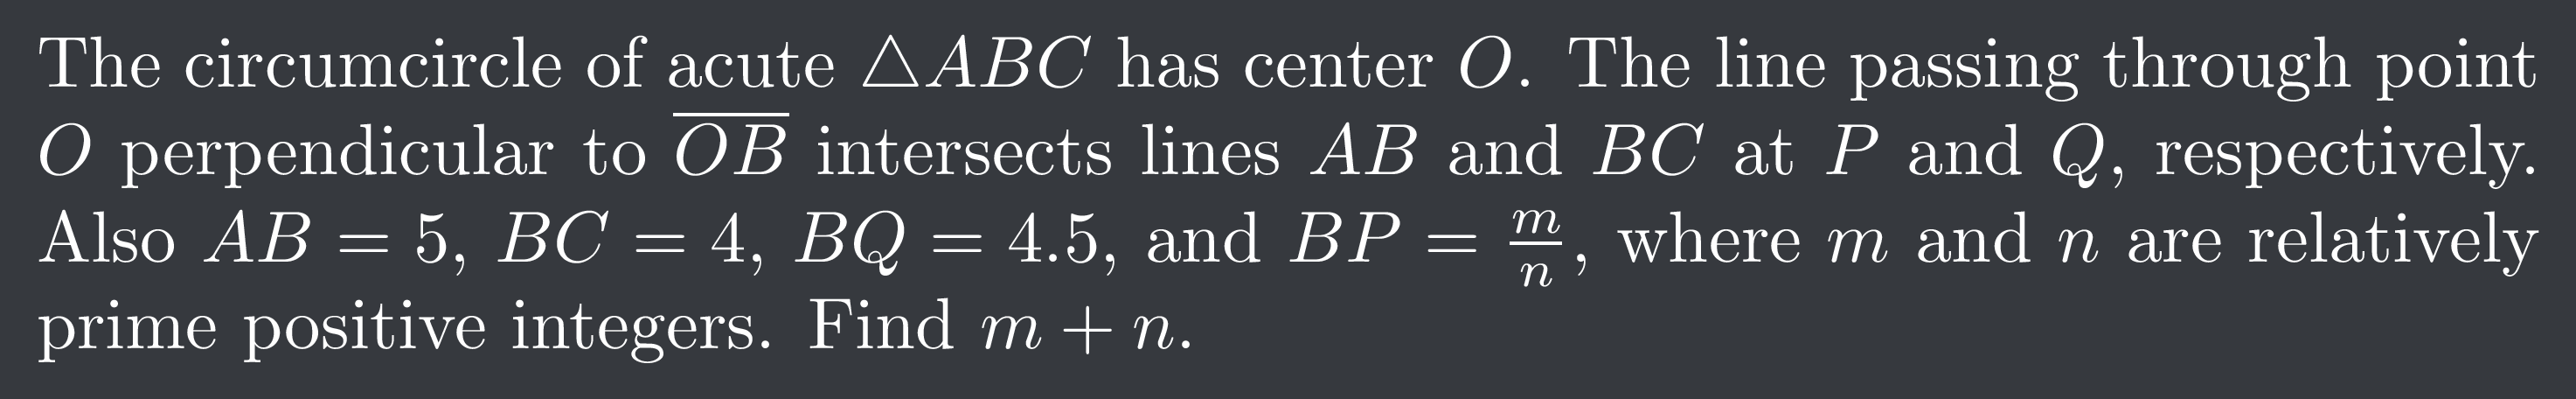 The circumcircle of acute △ABC has center O. The line passing through point
O perpendicular to \overline{OB} intersects lines AB and BC at P and Q, respectively.
Also AB = 5, BC = 4, BQ = 4.5, and BP = \frac{m}{n}, where m and n are relatively
prime positive integers. Find m + n.